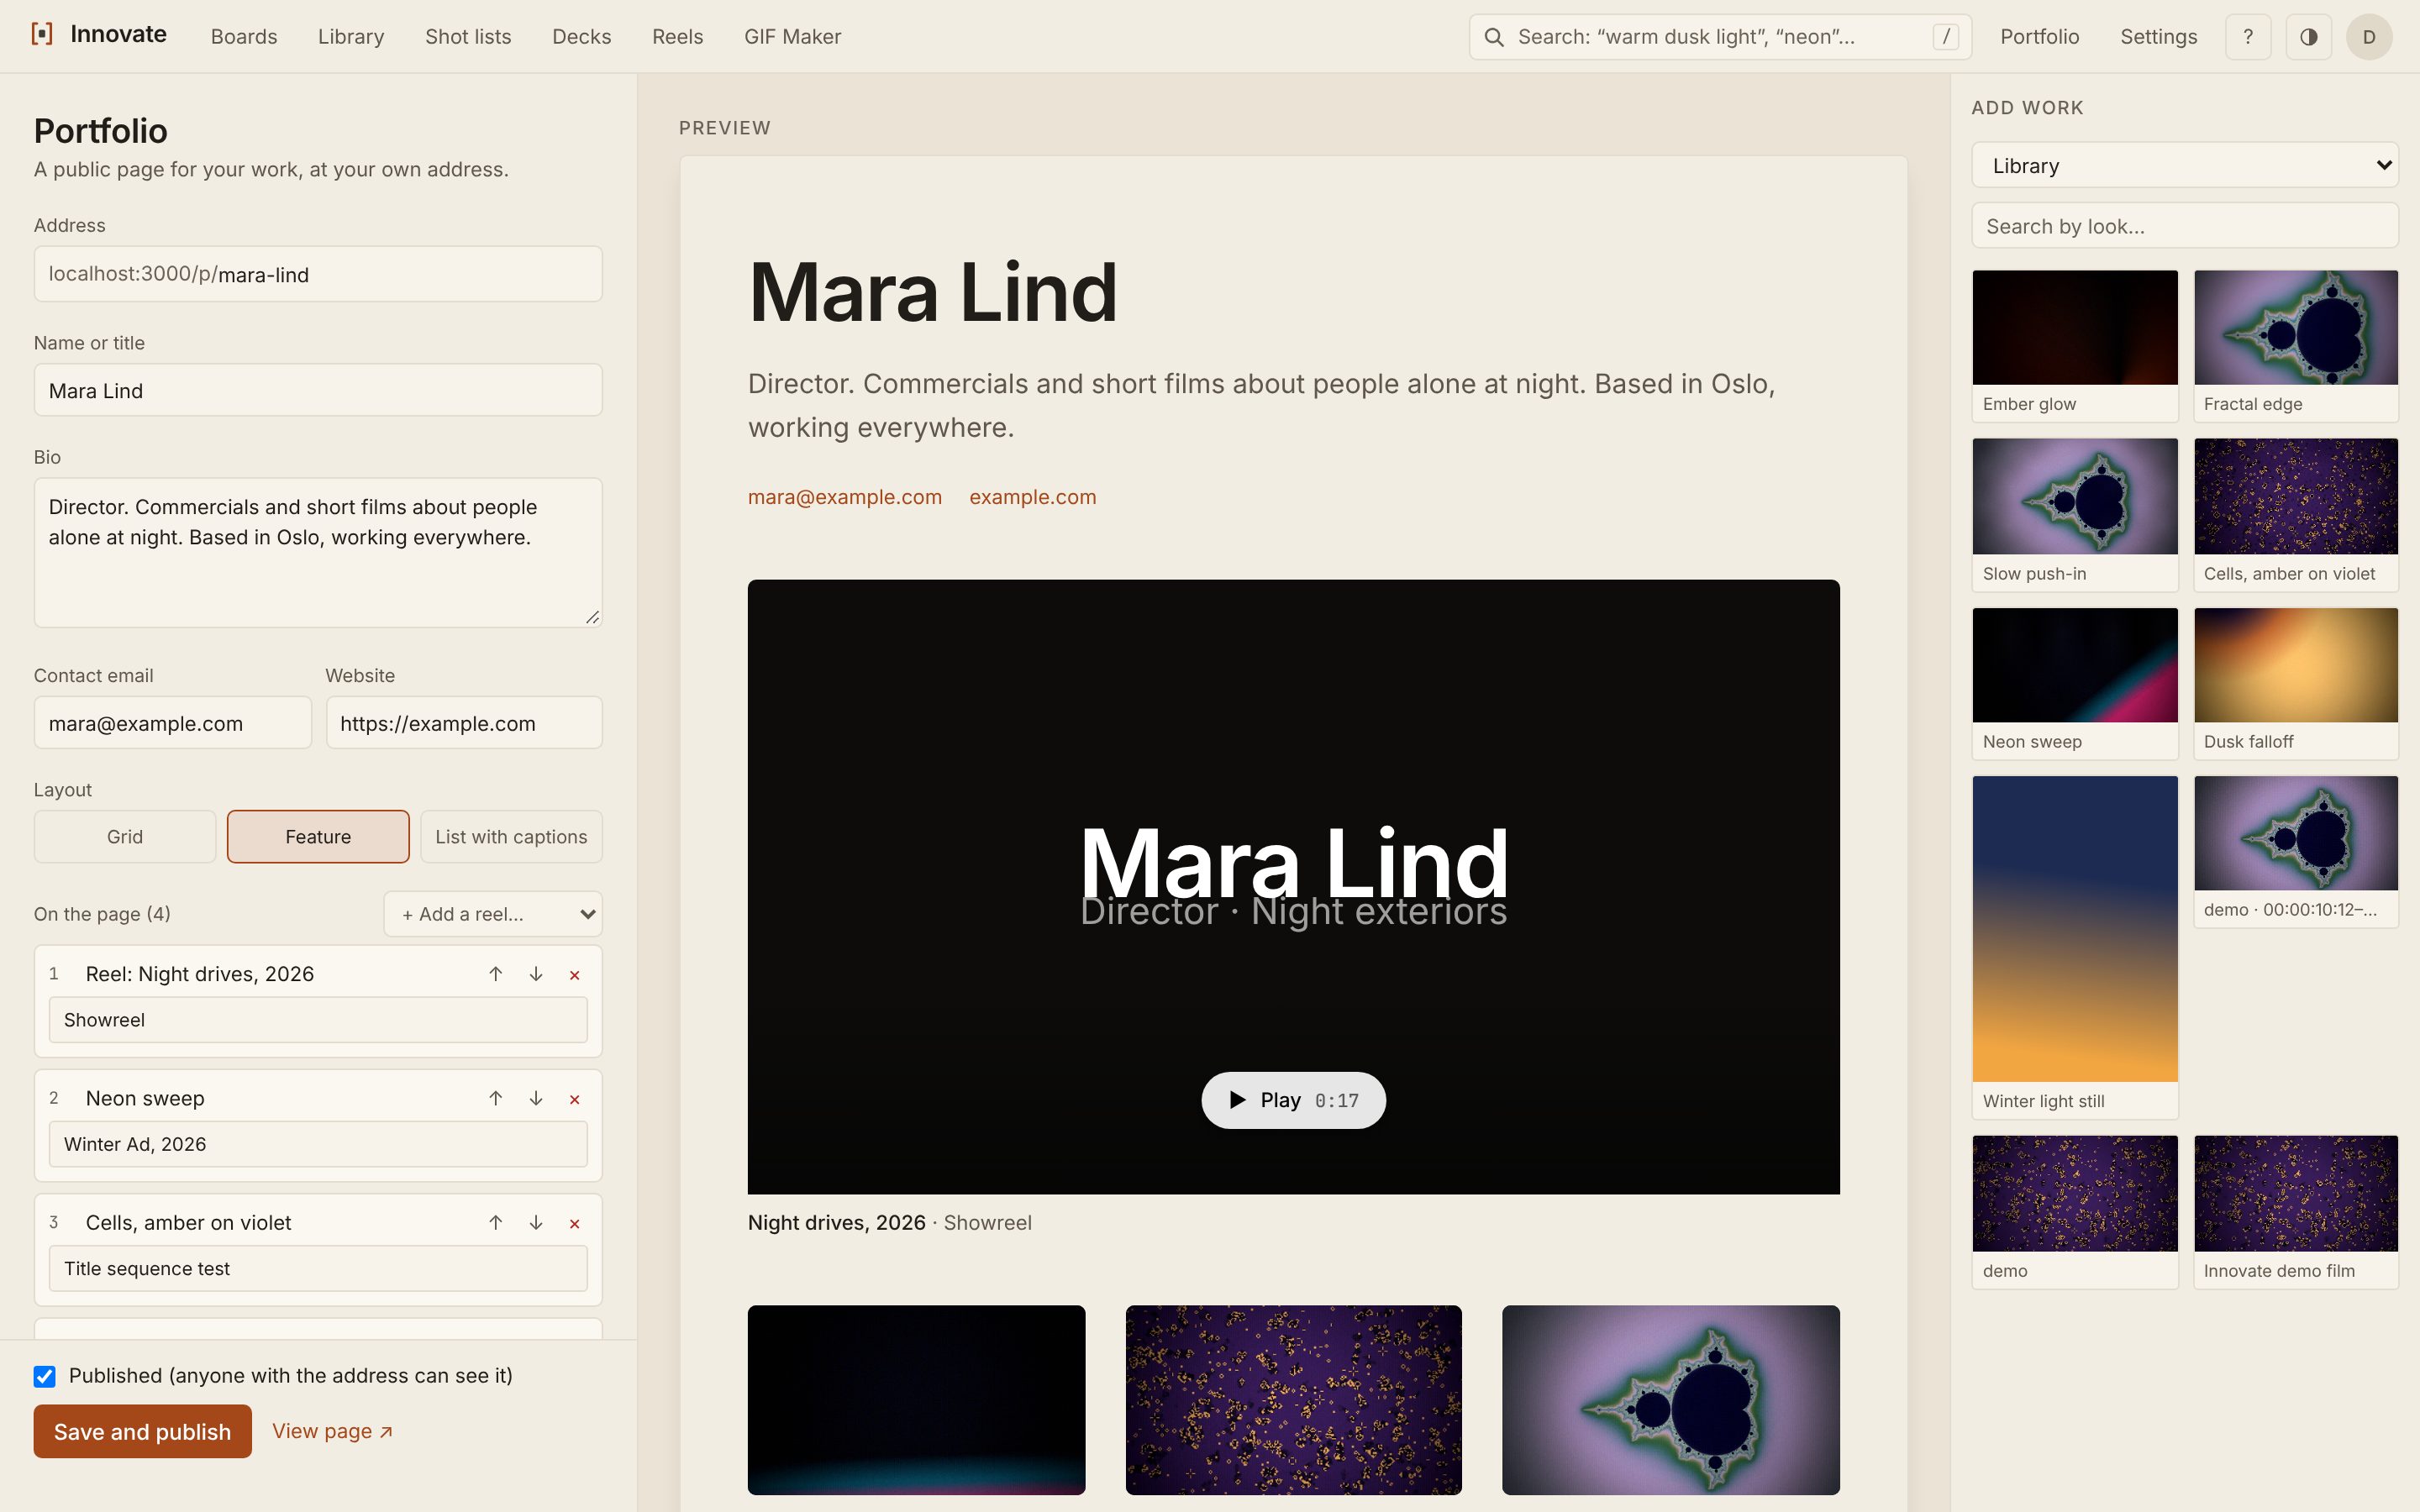 Innovate
Boards
Library
Shot lists
Decks
Reels
GIF Maker
Search: “warm dusk light”, “neon”…
/
Portfolio
Settings
?
D
Portfolio
A public page for your work, at your own address.
Address
localhost:3000/p/mara-lind
Name or title
Mara Lind
Bio
Director. Commercials and short films about people
alone at night. Based in Oslo, working everywhere.
Contact email
Website
mara@example.com
https://example.com
Layout
Grid
Feature
List with captions
On the page (4)
+ Add a reel…
1 Reel: Night drives, 2026 ↑ ↓ ×
Showreel
2 Neon sweep ↑ ↓ ×
Winter Ad, 2026
3 Cells, amber on violet ↑ ↓ ×
Title sequence test
Published (anyone with the address can see it)
Save and publish
View page ↗
PREVIEW
Mara Lind
Director. Commercials and short films about people alone at night. Based in Oslo,
working everywhere.
mara@example.com
example.com
Mara Lind
Director · Night exteriors
Play 0:17
Night drives, 2026 · Showreel
ADD WORK
Library
Search by look…
Ember glow
Fractal edge
Slow push-in
Cells, amber on violet
Neon sweep
Dusk falloff
Winter light still
demo · 00:00:10:12–…
demo
Innovate demo film